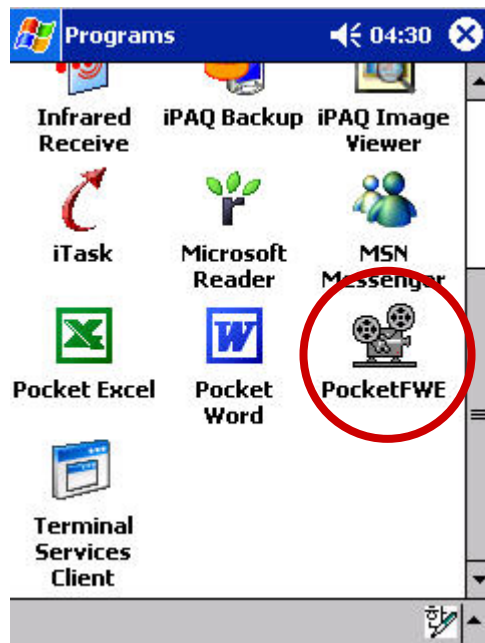 Programs 04:30
Infrared Receive
iPAQ Backup
iPAQ Image Viewer
iTask
Microsoft Reader
MSN Messenger
Pocket Excel
Pocket Word
PocketFWE
Terminal Services Client
한